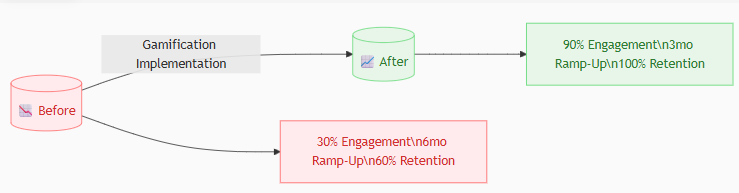 Gamification
Implementation
Before
After
90% Engagement\n3mo
Ramp-Up\n100% Retention
30% Engagement\n6mo
Ramp-Up\n60% Retention